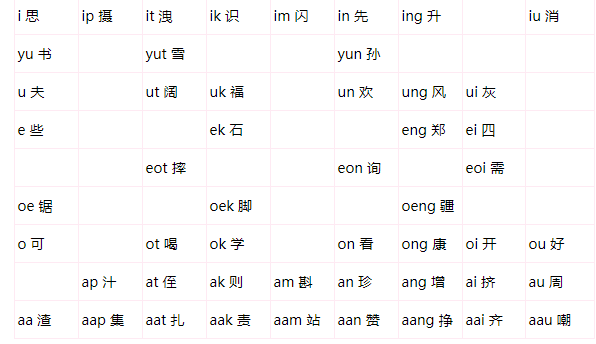 i 思 ip 摄 it 洩 ik 识 im 闪 in 先 ing 升 iu 消
yu 书 yut 雪 yun 孙
u 夫 ut 阔 uk 福 un 欢 ung 风 ui 灰
e 些 ek 石 eng 郑 ei 四
eot 摔 eon 询 eoi 需
oe 锯 oek 脚 oeng 疆
o 可 ot 喝 ok 学 on 看 ong 康 oi 开 ou 好
ap 汁 at 侄 ak 则 am 斟 an 珍 ang 增 ai 挤 au 周
aa 渣 aap 集 aat 扎 aak 责 aam 站 aan 赞 aang 挣 aai 齐 aau 嘲